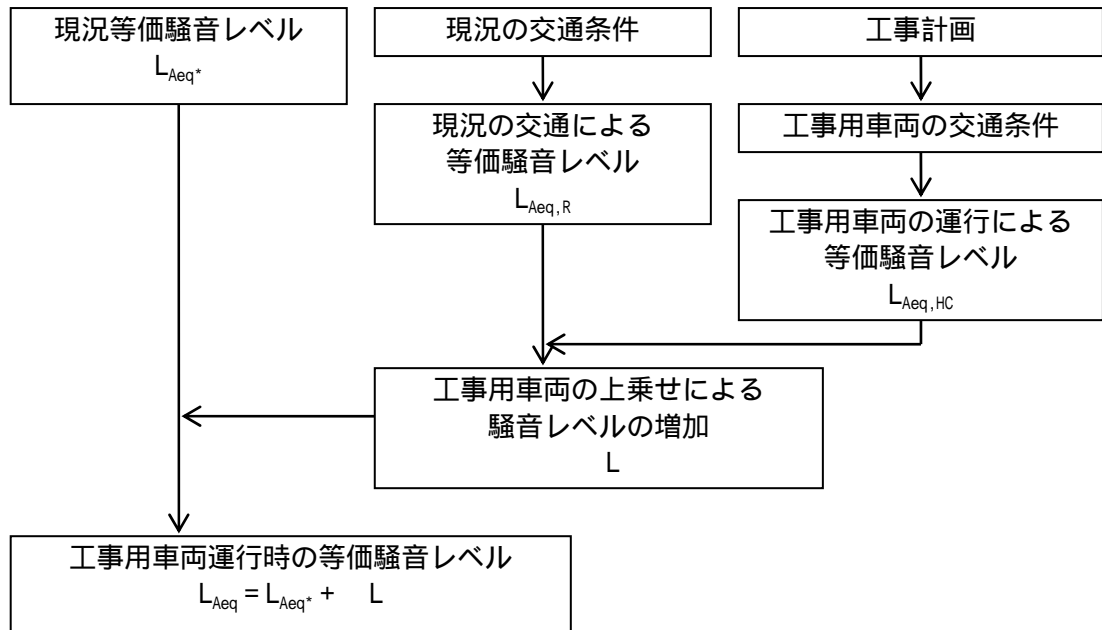 現況等価騒音レベル
LAeq*
現況の交通条件
工事計画
現況の交通による
等価騒音レベル
LAeq,R
工事用車両の交通条件
工事用車両の運行による
等価騒音レベル
LAeq,HC
工事用車両の上乗せによる
騒音レベルの増加
L
工事用車両運行時の等価騒音レベル
LAeq = LAeq* + L